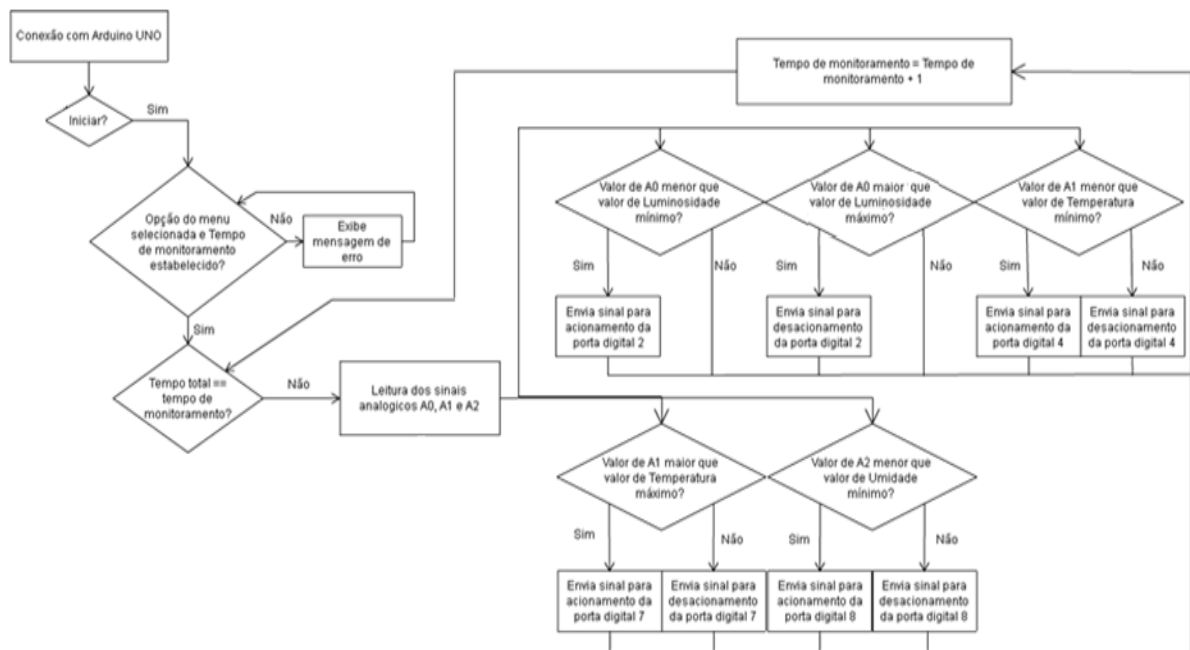 Conexão com Arduino UNO
Iniciar?
Sim
Opção do menu
selecionada e Tempo
de monitoramento
estabelecido?
Não
Exibe
mensagem de
erro
Sim
Tempo total ==
tempo de
monitoramento?
Não
Leitura dos sinais
analogicos A0, A1 e A2
Tempo de monitoramento = Tempo de
monitoramento + 1
Valor de A0 menor que
valor de Luminosidade
mínimo?
Sim
Não
Envia sinal para
acionamento da
porta digital 2
Valor de A0 maior que
valor de Luminosidade
máximo?
Sim
Não
Envia sinal para
desacionamento
da porta digital 2
Valor de A1 menor que
valor de Temperatura
mínimo?
Sim
Não
Envia sinal para
acionamento da
porta digital 4
Envia sinal para
desacionamento
da porta digital 4
Valor de A1 maior que
valor de Temperatura
máximo?
Sim
Não
Envia sinal para
acionamento da
porta digital 7
Envia sinal para
desacionamento
da porta digital 7
Valor de A2 menor que
valor de Umidade
mínimo?
Sim
Não
Envia sinal para
acionamento da
porta digital 8
Envia sinal para
desacionamento
da porta digital 8